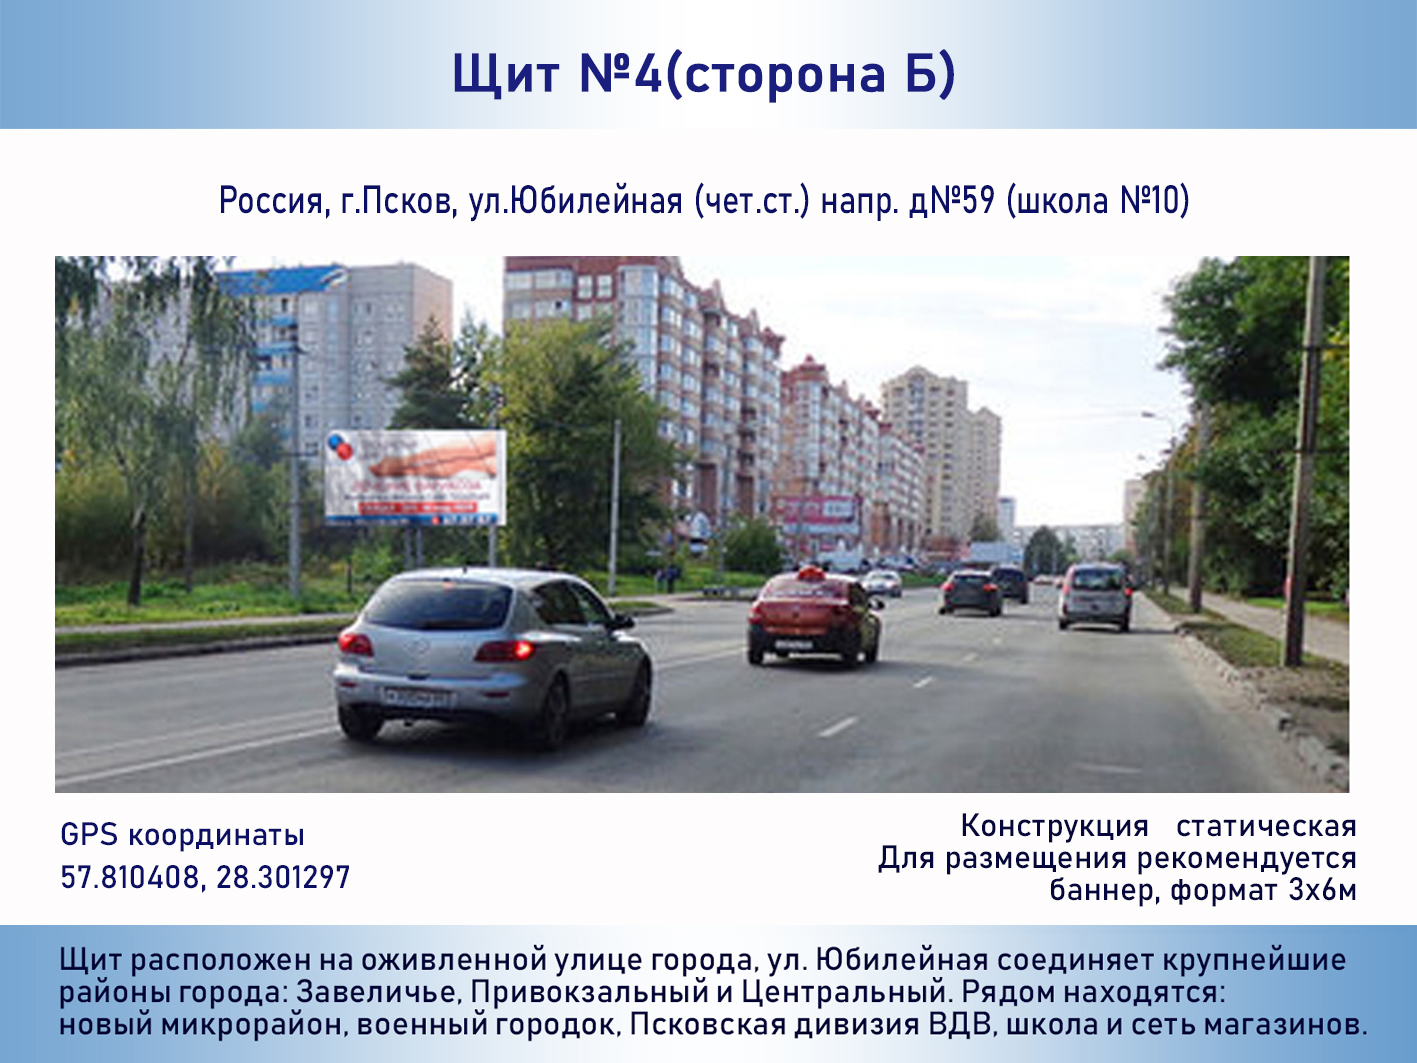 Щит №4(сторона Б)
Россия, г.Псков, ул.Юбилейная (чет.ст.) напр. д№59 (школа №10)
GPS координаты
57.810408, 28.301297
Конструкция статическая
Для размещения рекомендуется
баннер, формат 3х6м
Щит расположен на оживленной улице города, ул. Юбилейная соединяет крупнейшие
районы города: Завеличье, Привокзальный и Центральный. Рядом находятся:
новый микрорайон, военный городок, Псковская дивизия ВДВ, школа и сеть магазинов.